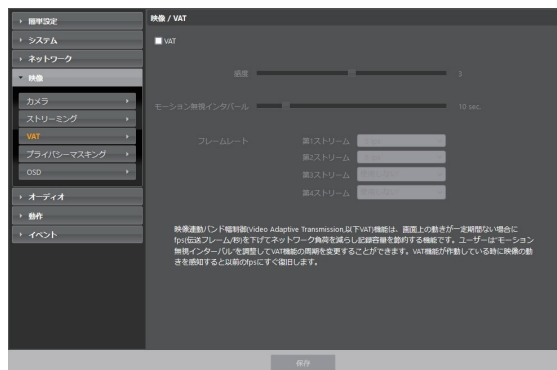 簡単設定
システム
ネットワーク
映像
カメラ
ストリーミング
VAT
プライバシーマスキング
OSD
オーディオ
動作
イベント
映像 / VAT
VAT
感度
3
モーション無視インタバール
10 sec.
フレームレート
第1ストリーム
第2ストリーム
第3ストリーム
第4ストリーム
映像連動バンド幅制御(Video Adaptive Transmission,以下VAT)機能は、画面上の動きが一定期間ない場合に
fps(伝送フレーム/秒)を下げてネットワーク負荷を減らし記録容量を節約する機能です。ユーザーは"モーション
無視インターバル"を調整してVAT機能の周期を変更することができます。VAT機能が作動している時に映像の動
きを感知すると以前のfpsにすぐ復旧します。
保存